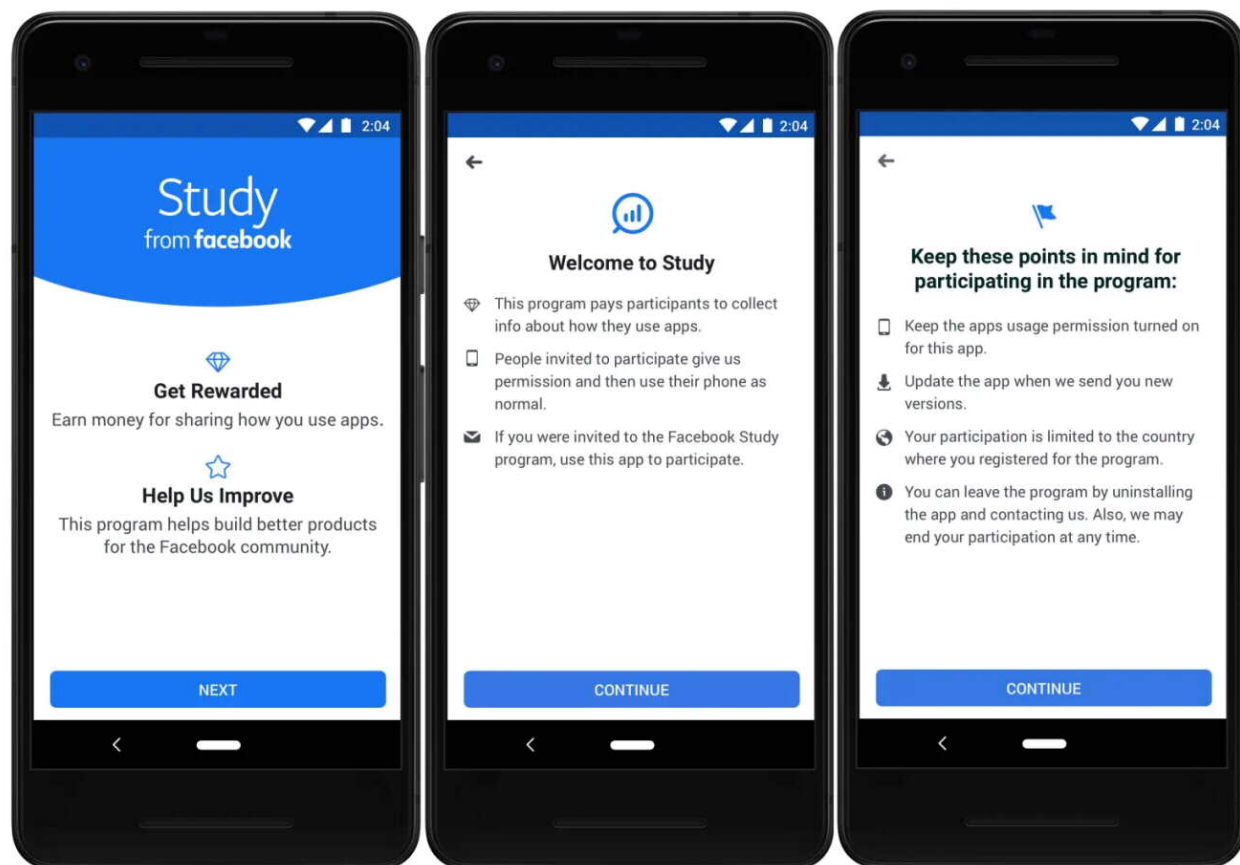 2:04
Study
from facebook
Get Rewarded
Earn money for sharing how you use apps.
Help Us Improve
This program helps build better products
for the Facebook community.
NEXT
2:04
Welcome to Study
This program pays participants to collect
info about how they use apps.
People invited to participate give us
permission and then use their phone as
normal.
If you were invited to the Facebook Study
program, use this app to participate.
CONTINUE
2:04
Keep these points in mind for
participating in the program:
Keep the apps usage permission turned on
for this app.
Update the app when we send you new
versions.
Your participation is limited to the country
where you registered for the program.
You can leave the program by uninstalling
the app and contacting us. Also, we may
end your participation at any time.
CONTINUE